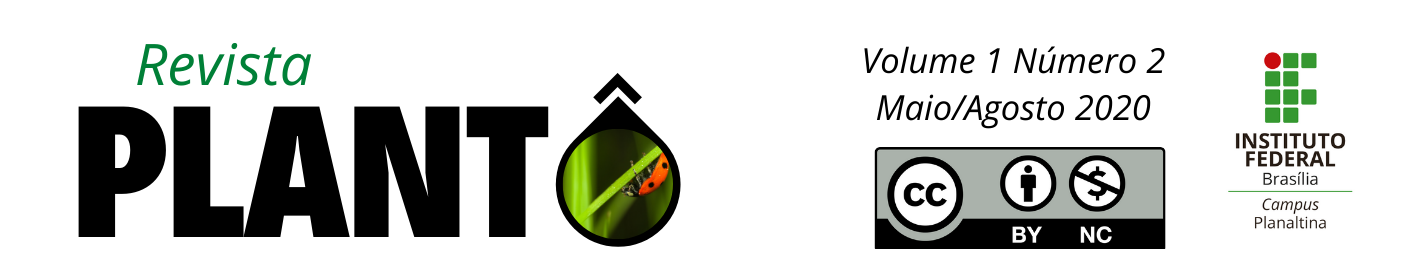 Revista
PLANTÔ
Volume 1 Número 2
Maio/Agosto 2020
cc
BY NC
INSTITUTO
FEDERAL
Brasília
Campus
Planaltina